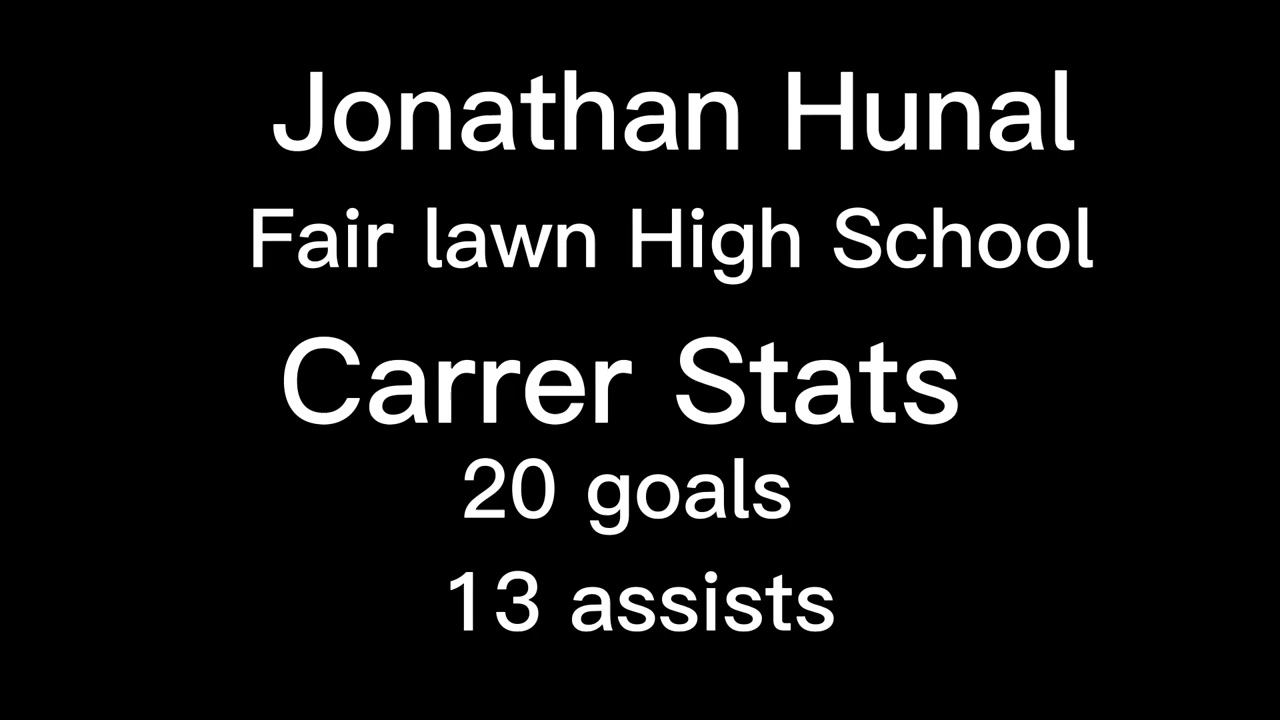 Jonathan Hunal
Fair lawn High School
Carrer Stats
20 goals
13 assists